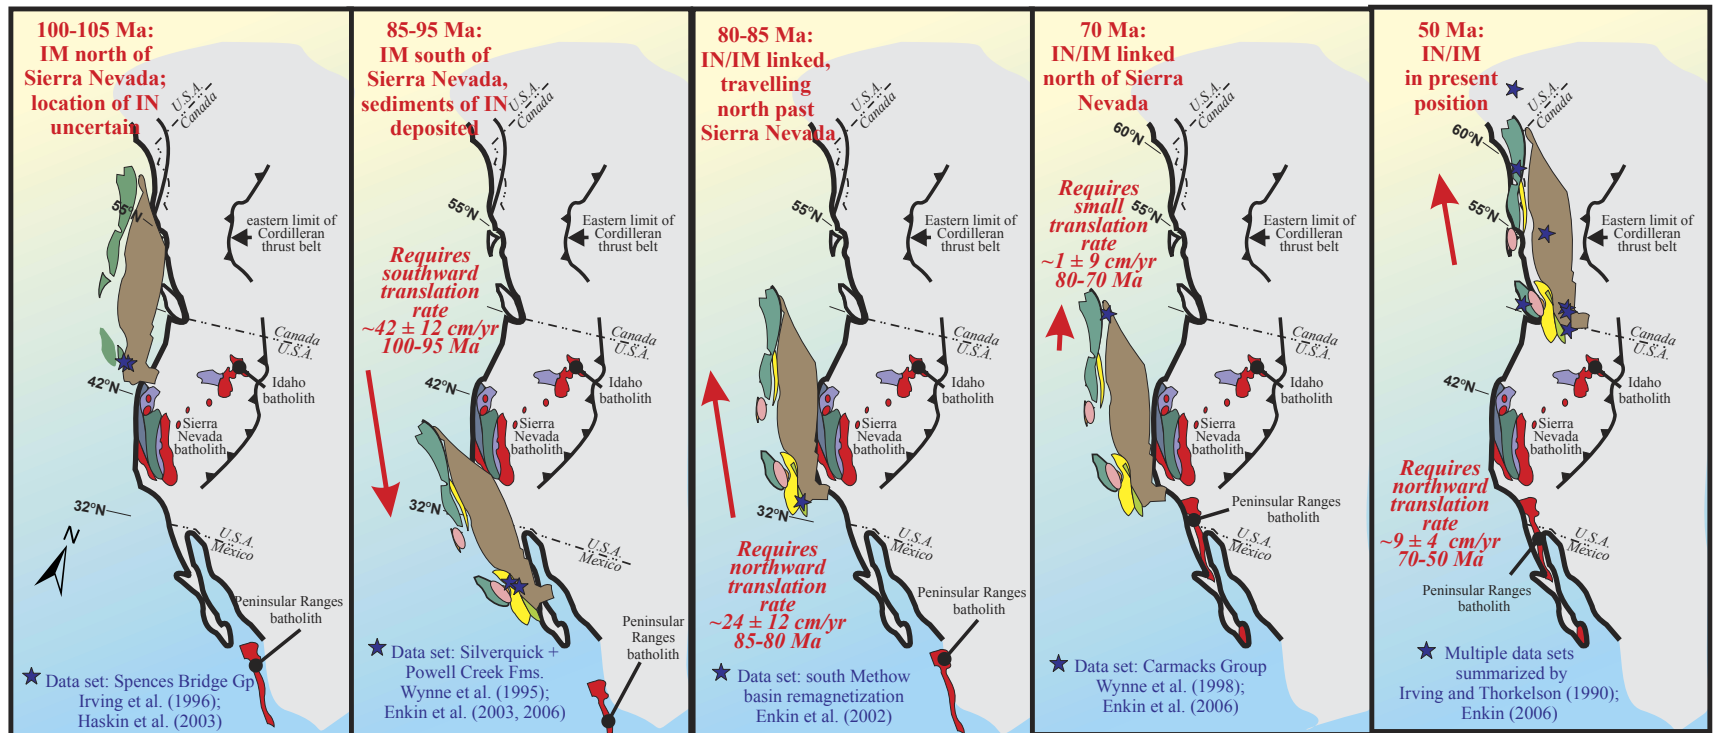 100-105 Ma:
IM north of
Sierra Nevada;
location of IN
uncertain
U.S.A.
Canada
55°N
eastern limit of
Cordilleran
thrust belt
Canada
U.S.A.
42°N
Idaho
batholith
Sierra
Nevada
batholith
32°N
N
U.S.A.
México
Peninsular Ranges
batholith
Data set: Spences Bridge Gp
Irving et al. (1996);
Haskin et al. (2003)
85-95 Ma:
IM south of
Sierra Nevada,
sediments of IN
deposited
U.S.A.
Canada
55°N
Eastern limit of
Cordilleran
thrust belt
Requires
southward
translation
rate
~42 ± 12 cm/yr
100-95 Ma
Canada
U.S.A.
42°N
Idaho
batholith
Sierra
Nevada
batholith
32°N
U.S.A.
México
Peninsular
Ranges
batholith
Data set: Silverquick +
Powell Creek Fms.
Wynne et al. (1995);
Enkin et al. (2003, 2006)
80-85 Ma:
IN/IM linked,
travelling
north past
Sierra Nevada
U.S.A.
Canada
55°N
Eastern limit of
Cordilleran
thrust belt
Canada
U.S.A.
42°N
Idaho
batholith
Sierra
Nevada
batholith
32°N
U.S.A.
México
Requires
northward
translation
rate
~24 ± 12 cm/yr
85-80 Ma
Peninsular Ranges
batholith
Data set: south Methow
basin remagnetization
Enkin et al. (2002)
70 Ma:
IN/IM linked
north of Sierra
Nevada
U.S.A.
Canada
60°N
Requires
small
translation
rate
~1 ± 9 cm/yr
80-70 Ma
55°N
Eastern limit of
Cordilleran
thrust belt
Canada
U.S.A.
Idaho
batholith
Sierra
Nevada
batholith
Peninsular Ranges
batholith
U.S.A.
México
Data set: Carmacks Group
Wynne et al. (1998);
Enkin et al. (2006)
50 Ma:
IN/IM
in present
position
U.S.A.
Canada
60°N
55°N
Eastern limit of
Cordilleran
thrust belt
Canada
U.S.A.
42°N
Idaho
batholith
Sierra
Nevada
batholith
Requires
northward
translation
rate
~9 ± 4 cm/yr
70-50 Ma
U.S.A.
México
Peninsular Ranges
batholith
Multiple data sets
summarized by
Irving and Thorkelson (1990);
Enkin (2006)